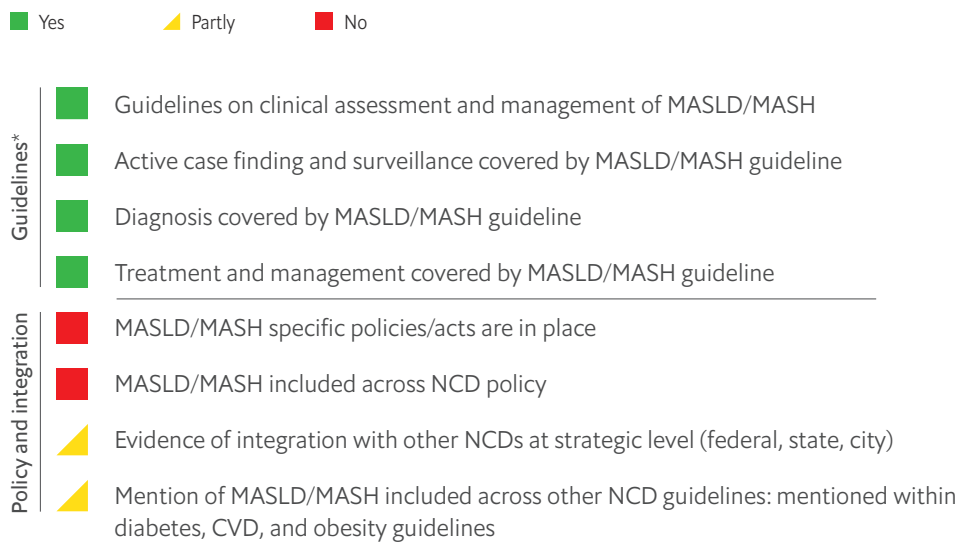 Yes
Partly
No
Guidelines*
Guidelines on clinical assessment and management of MASLD/MASH
Active case finding and surveillance covered by MASLD/MASH guideline
Diagnosis covered by MASLD/MASH guideline
Treatment and management covered by MASLD/MASH guideline
Policy and integration
MASLD/MASH specific policies/acts are in place
MASLD/MASH included across NCD policy
Evidence of integration with other NCDs at strategic level (federal, state, city)
Mention of MASLD/MASH included across other NCD guidelines: mentioned within
diabetes, CVD, and obesity guidelines